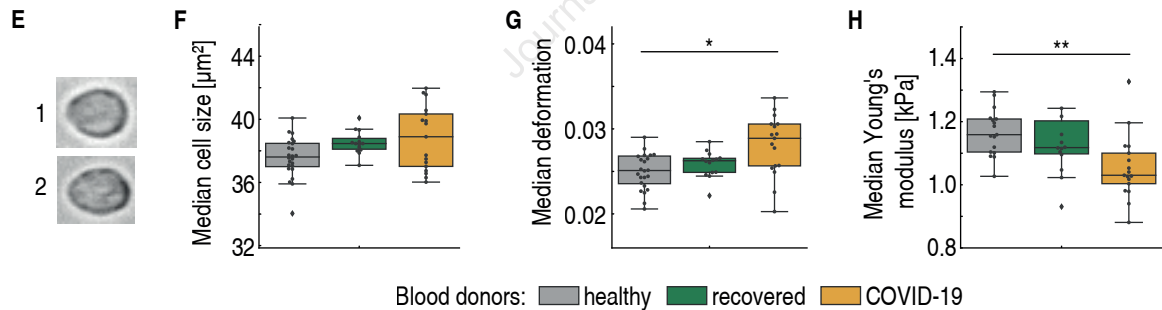 E
1
2
F
Median cell size [µm²]
44
40
36
32
Journa
G
Median deformation
0.04
0.03
0.02
*
H
Median Young's
modulus [kPa]
1.4
1.2
1.0
0.8
**
Blood donors: healthy recovered COVID-19